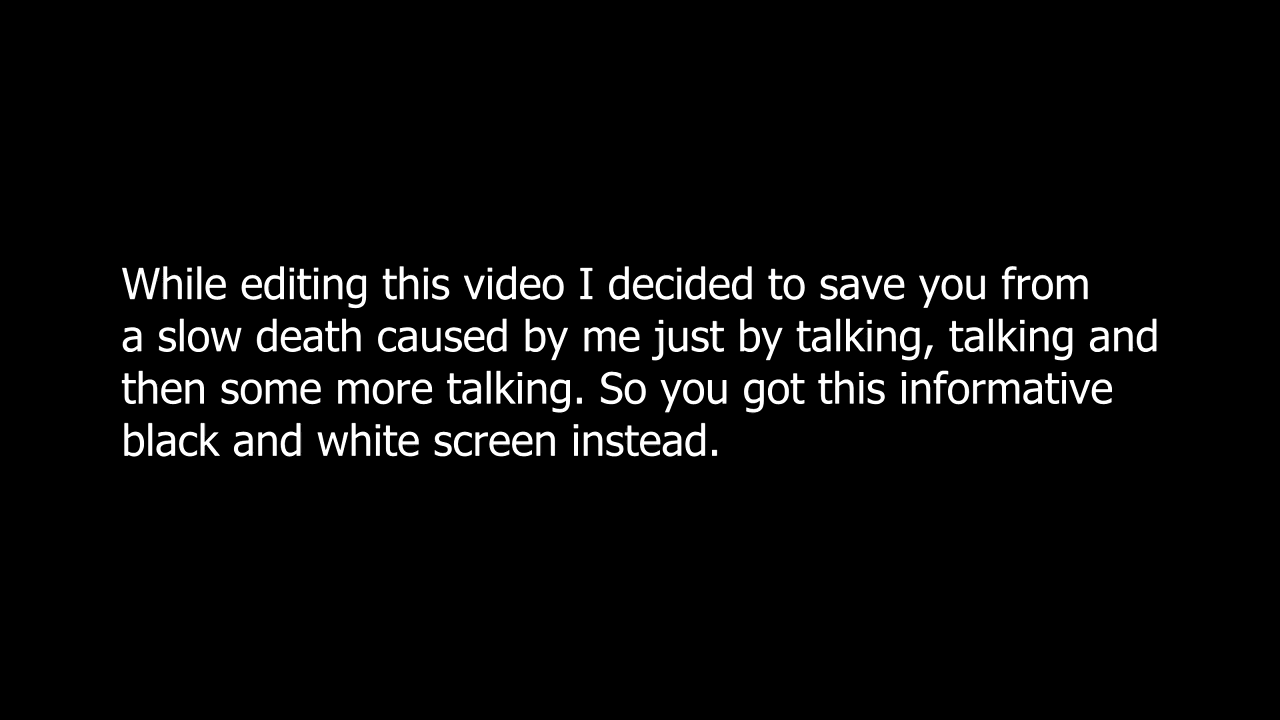 While editing this video I decided to save you from
a slow death caused by me just by talking, talking and
then some more talking. So you got this informative
black and white screen instead.